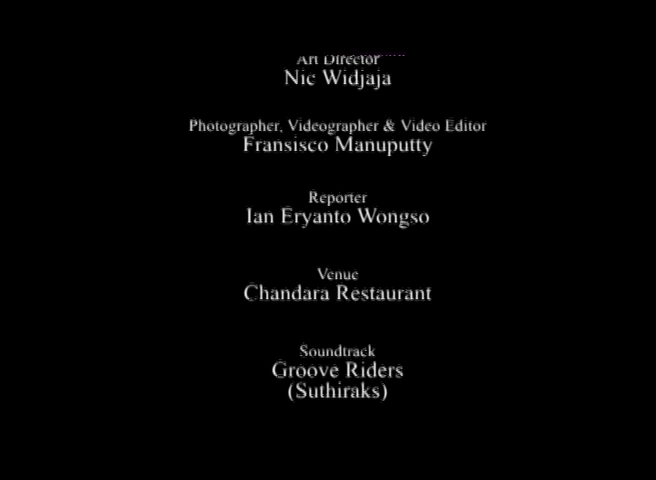 Art Director
Nic Widjaja
Photographer, Videographer & Video Editor
Fransisco Manuputty
Reporter
Ian Eryanto Wongso
Venue
Chandara Restaurant
Soundtrack
Groove Riders
(Suthiraks)